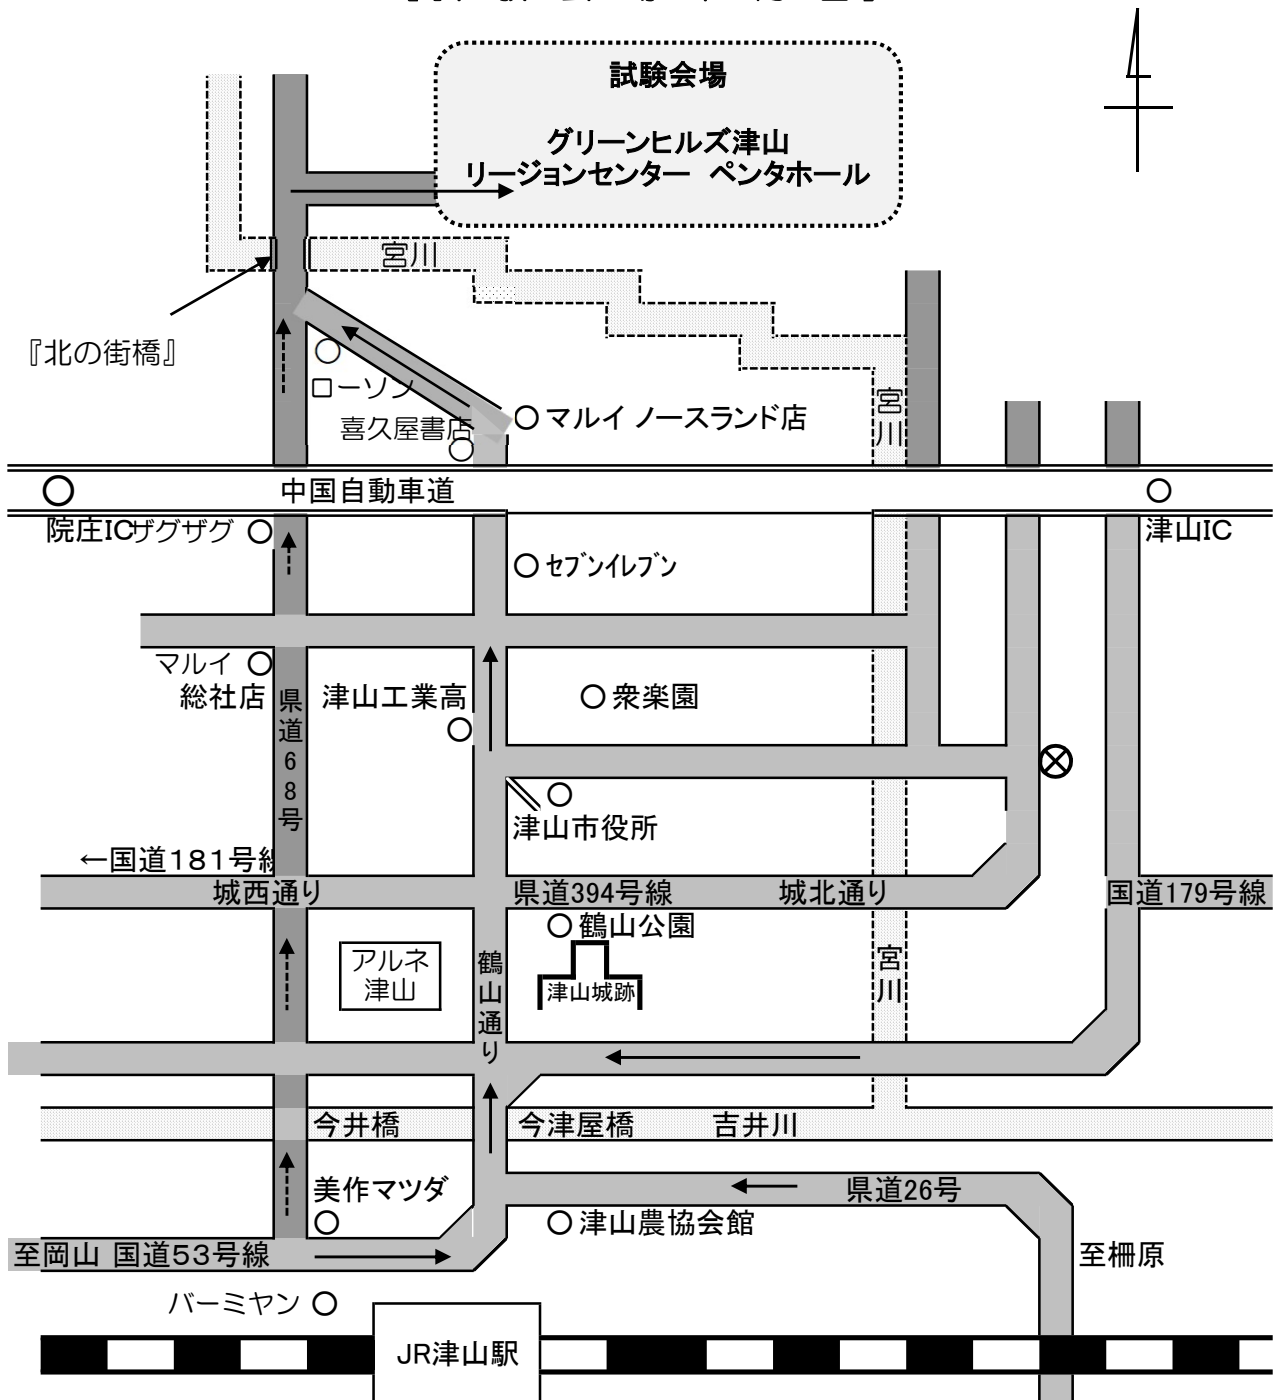 試験会場
グリーンヒルズ津山
リージョンセンター ペンタホール
宮川
『北の街橋』
ローソン
喜久屋書店
マルイ ノースランド店
宮川
中国自動車道
院庄IC
ザグザグ
津山IC
セブンイレブン
マルイ
総社店
県道68号
津山工業高
衆楽園
津山市役所
←国道181号線
城西通り
県道394号線
城北通り
国道179号線
鶴山公園
アルネ
津山
鶴山通り
津山城跡
宮川
今井橋
今津屋橋
吉井川
美作マツダ
県道26号
津山農協会館
至岡山 国道53号線
至柵原
バーミヤン
JR津山駅